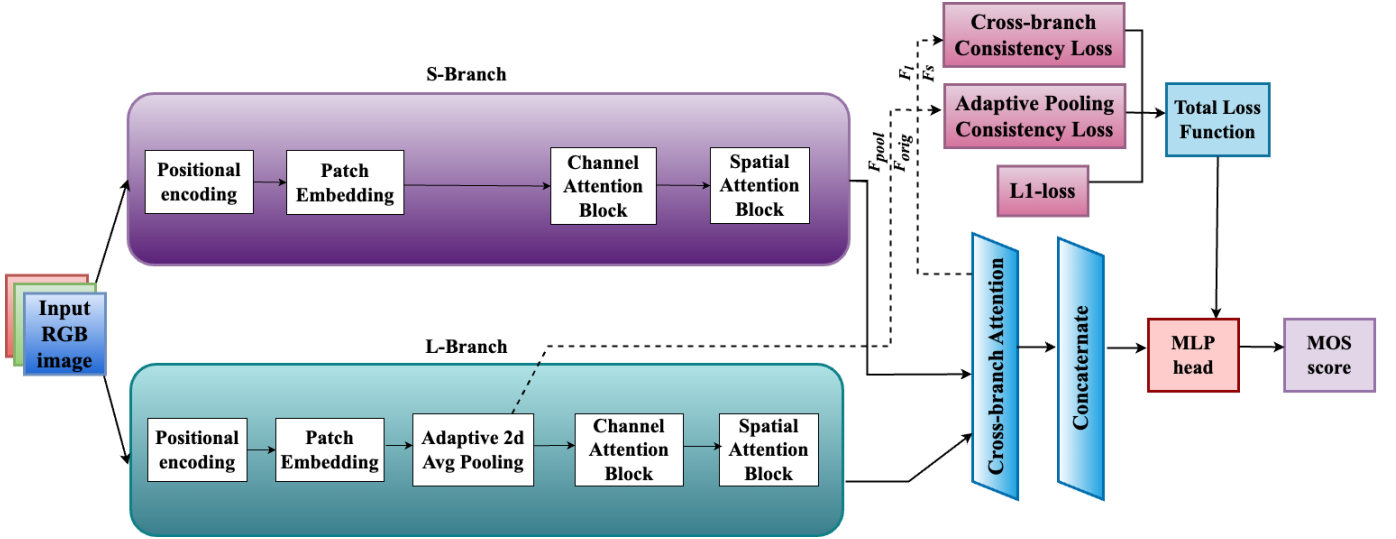 Cross-branch
Consistency Loss
F_l
Fs
S-Branch
Adaptive Pooling
Consistency Loss
Total Loss
Function
F_pool
F_orig
Positional
encoding
Patch
Embedding
Channel
Attention
Block
Spatial
Attention
Block
L1-loss
Input
RGB
image
L-Branch
Cross-branch Attention
Concaternate
MLP
head
MOS
score
Positional
encoding
Patch
Embedding
Adaptive 2d
Avg Pooling
Channel
Attention
Block
Spatial
Attention
Block